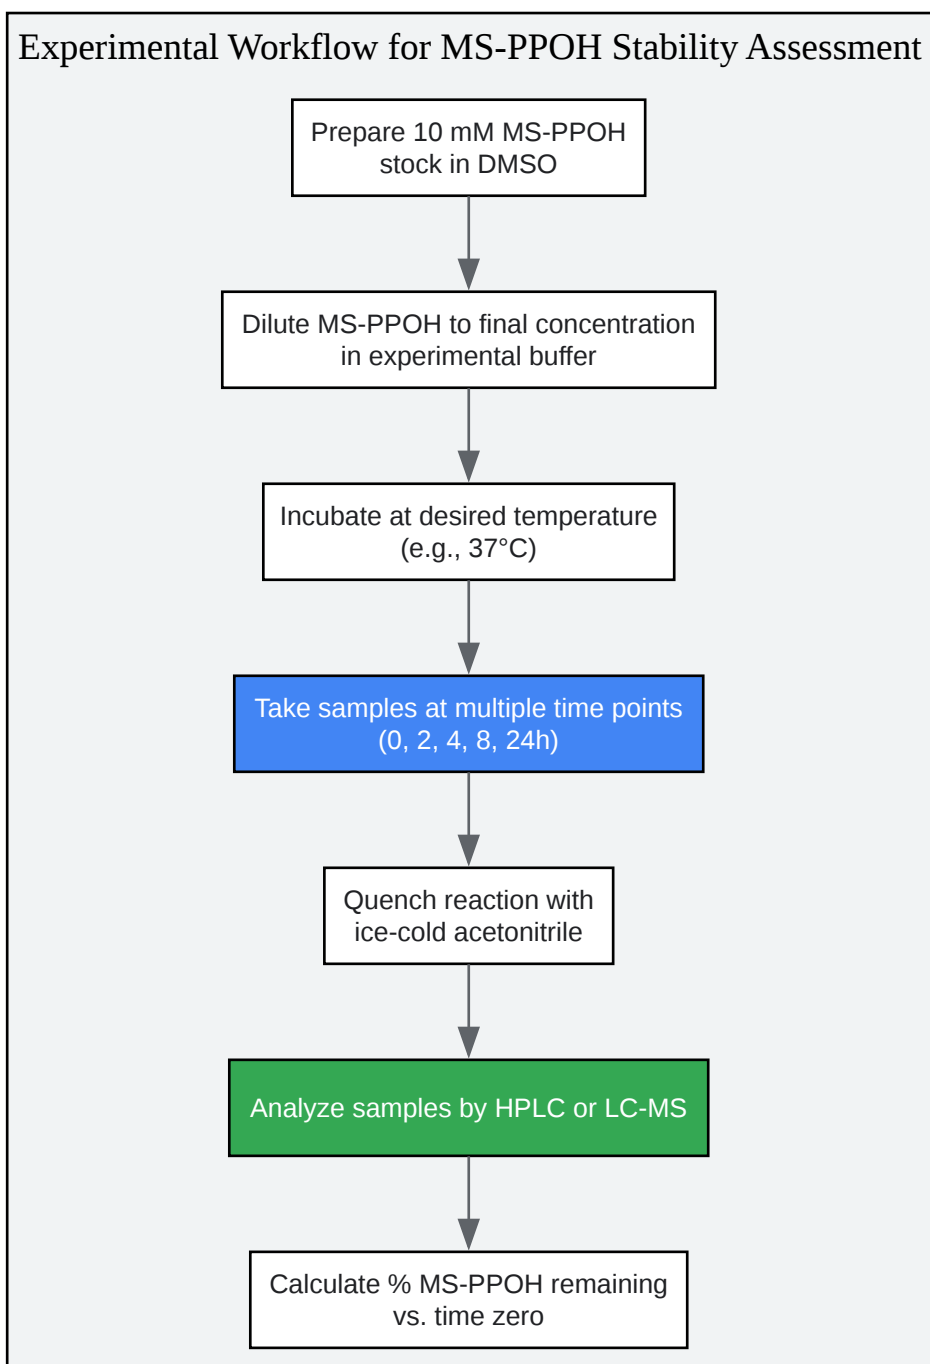 Experimental Workflow for MS-PPOH Stability Assessment
Prepare 10 mM MS-PPOH
stock in DMSO
Dilute MS-PPOH to final concentration
in experimental buffer
Incubate at desired temperature
(e.g., 37°C)
Take samples at multiple time points
(0, 2, 4, 8, 24h)
Quench reaction with
ice-cold acetonitrile
Analyze samples by HPLC or LC-MS
Calculate % MS-PPOH remaining
vs. time zero